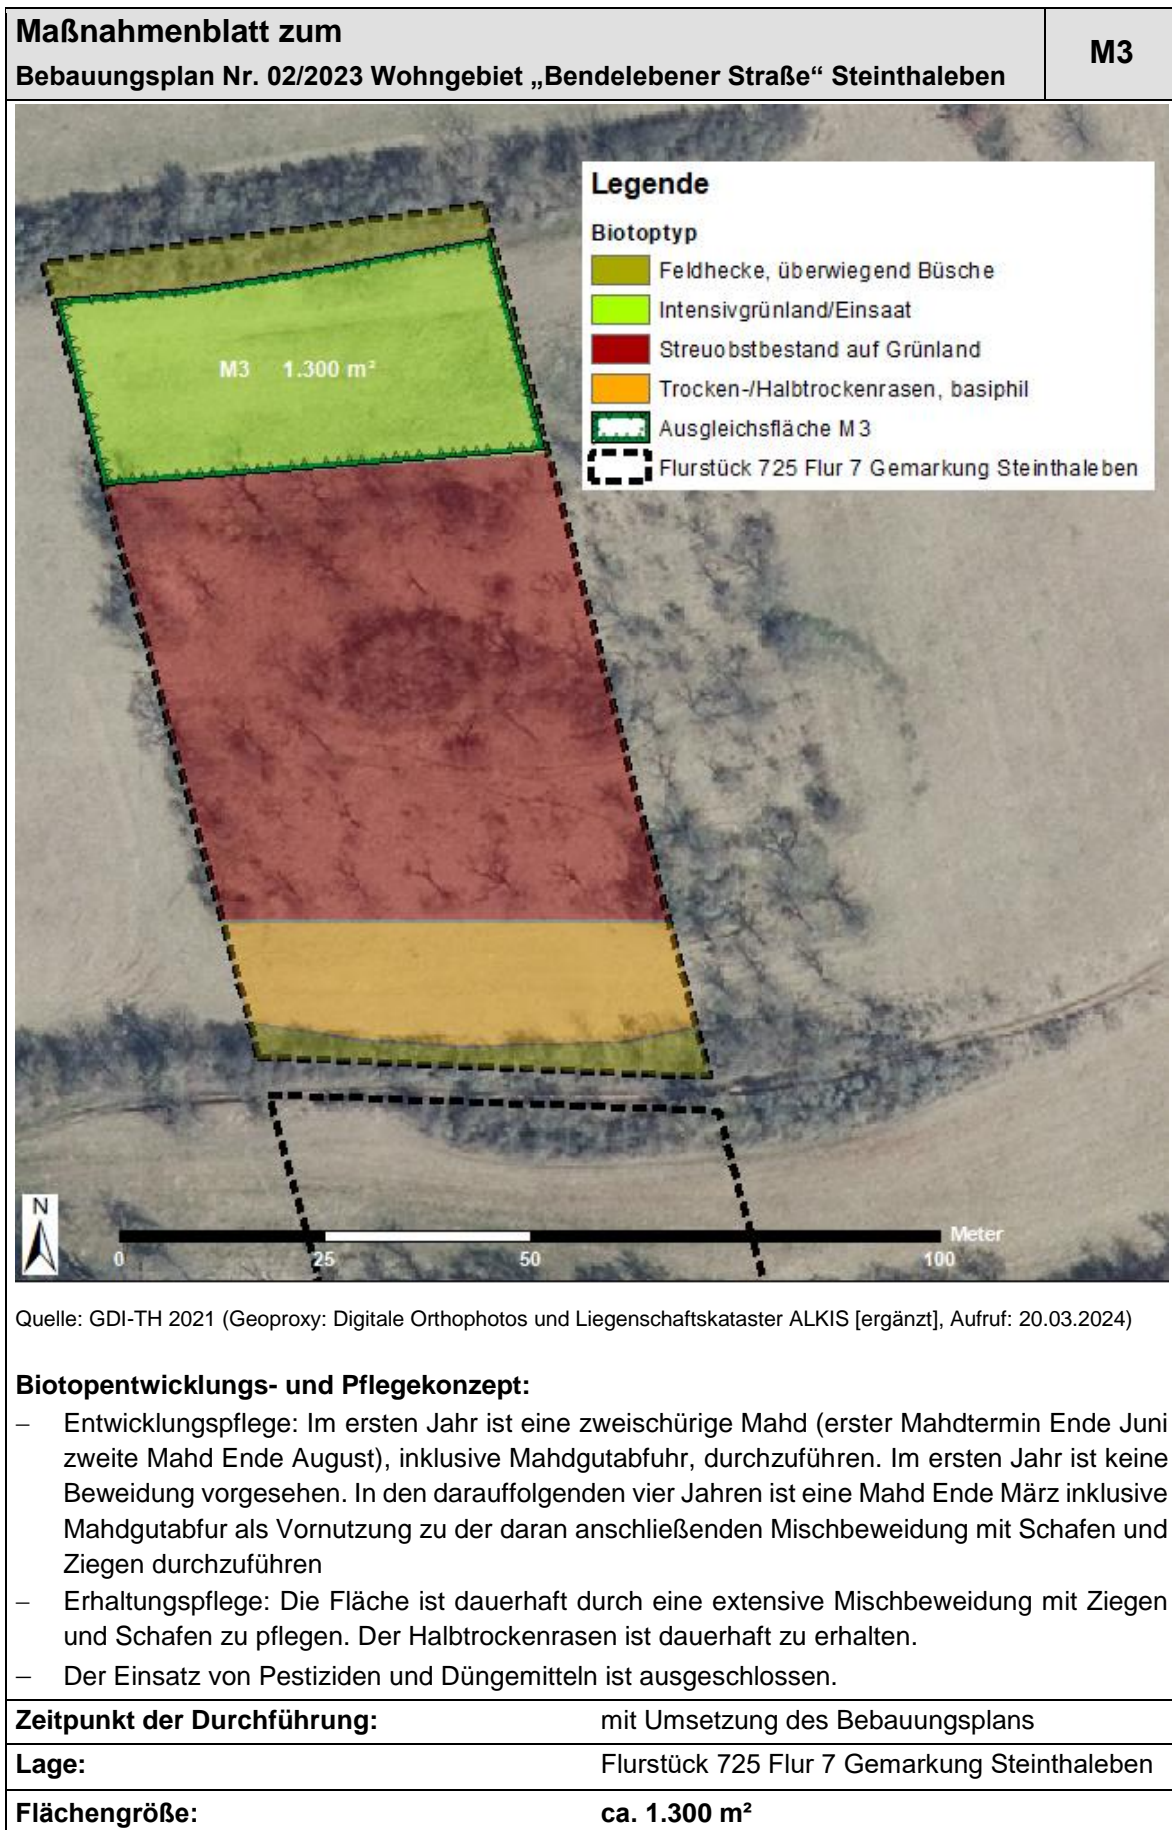 Maßnahmenblatt zum
Bebauungsplan Nr. 02/2023 Wohngebiet „Bendelebener Straße“ Steinthaleben
M3
Legende
Biotoptyp
Feldhecke, überwiegend Büsche
Intensivgrünland/Einsaat
Streuobstbestand auf Grünland
Trocken-/Halbtrockenrasen, basiphil
Ausgleichsfläche M3
Flurstück 725 Flur 7 Gemarkung Steinthaleben
M3 1.300 m²
N
Meter
0 25 50 100
Quelle: GDI-TH 2021 (Geoproxy: Digitale Orthophotos und Liegenschaftskataster ALKIS [ergänzt], Aufruf: 20.03.2024)
Biotopentwicklungs- und Pflegekonzept:
– Entwicklungspflege: Im ersten Jahr ist eine zweischürige Mahd (erster Mahdtermin Ende Juni
zweite Mahd Ende August), inklusive Mahdgutabfuhr, durchzuführen. Im ersten Jahr ist keine
Beweidung vorgesehen. In den darauffolgenden vier Jahren ist eine Mahd Ende März inklusive
Mahdgutabfur als Vornutzung zu der daran anschließenden Mischbeweidung mit Schafen und
Ziegen durchzuführen
– Erhaltungspflege: Die Fläche ist dauerhaft durch eine extensive Mischbeweidung mit Ziegen
und Schafen zu pflegen. Der Halbtrockenrasen ist dauerhaft zu erhalten.
– Der Einsatz von Pestiziden und Düngemitteln ist ausgeschlossen.
Zeitpunkt der Durchführung: mit Umsetzung des Bebauungsplans
Lage: Flurstück 725 Flur 7 Gemarkung Steinthaleben
Flächengröße: ca. 1.300 m²